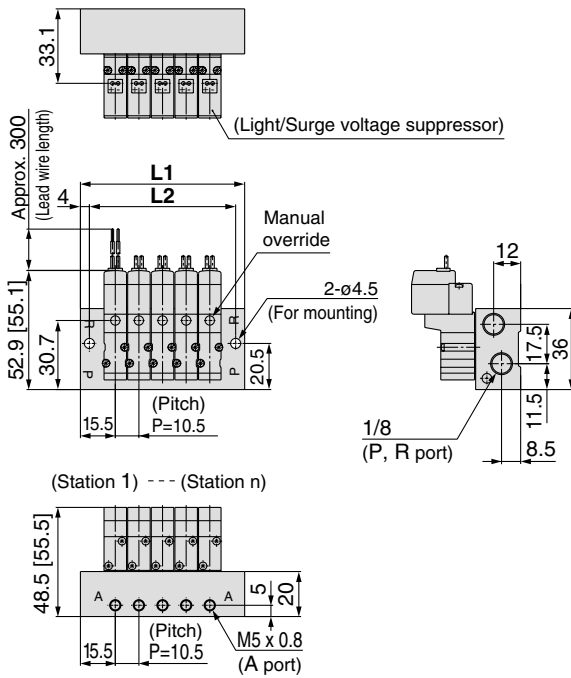 33.1
(Light/Surge voltage suppressor)
Approx. 300
(Lead wire length)
L1
4
L2
Manual
override
2-ø4.5
(For mounting)
R
R
P
P
52.9 [55.1]
30.7
20.5
15.5
(Pitch)
P=10.5
12
17.5
36
11.5
8.5
1/8
(P, R port)
(Station 1) --- (Station n)
48.5 [55.5]
A
A
5
20
15.5
(Pitch)
P=10.5
M5 x 0.8
(A port)